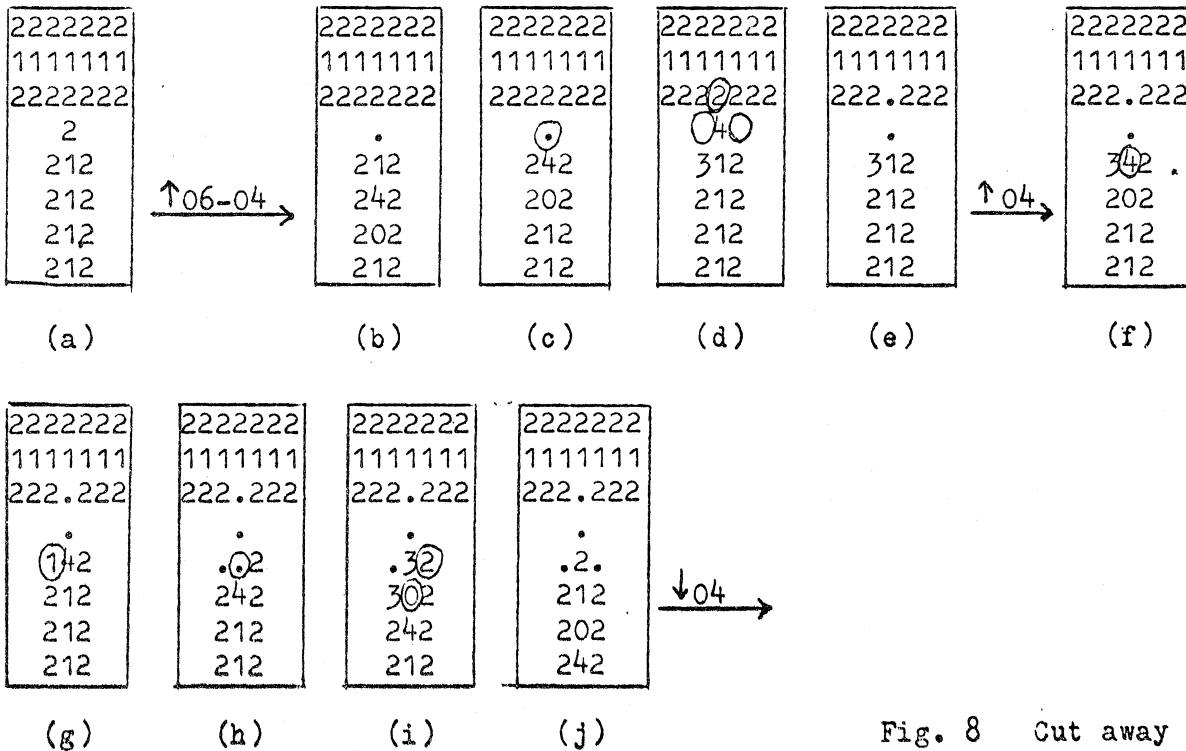 2222222 2222222 2222222 2222222 2222222 2222222
1111111 1111111 1111111 1111111 1111111 1111111
2222222 2222222 2222222 2222222 222.222 222.222
2 . . 4 . .
212 212 242 312 312 342 .
212 ↑06-04 242 202 212 212 ↑04 202
212 202 212 212 212 212
212 212 212 212 212 212
(a) (b) (c) (d) (e) (f)
2222222 2222222 2222222 2222222
1111111 1111111 1111111 1111111
222.222 222.222 222.222 222.222
. . . .
142 ..2 .32 .2.
212 242 302 212 ↓04
212 212 242 202
212 212 212 242
(g) (h) (i) (j) Fig. 8 Cut away